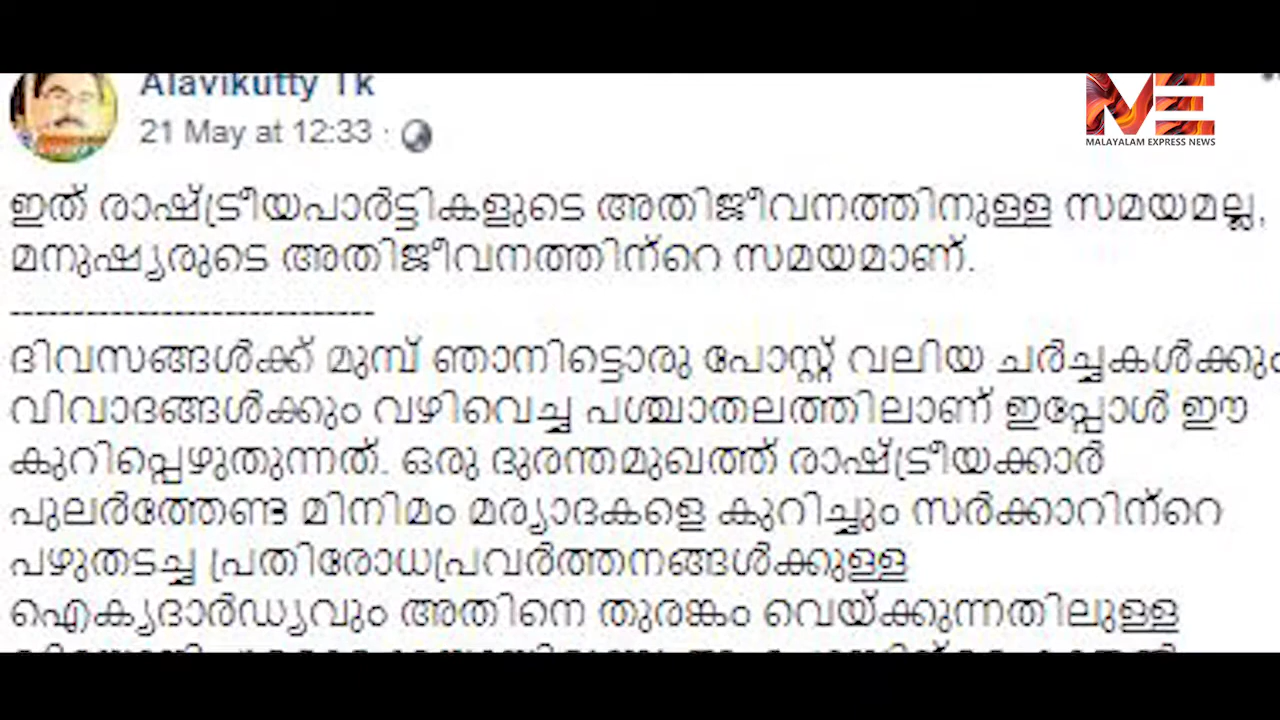 Alavikutty Tk
21 May at 12:33 ·
ME
MALAYALAM EXPRESS NEWS
ഇത് രാഷ്ട്രീയപാർട്ടികളുടെ അതിജീവനത്തിനുള്ള സമയമല്ല,
മനുഷ്യരുടെ അതിജീവനത്തിന്റെ സമയമാണ്.
-----------------------------
ദിവസങ്ങൾക്ക് മുമ്പ് ഞാനിട്ടൊരു പോസ്റ്റ് വലിയ ചർച്ചകൾക്കും
വിവാദങ്ങൾക്കും വഴിവെച്ച പശ്ചാതലത്തിലാണ് ഇപ്പോൾ ഈ
കുറിപ്പെഴുതുന്നത്. ഒരു ദുരന്തമുഖത്ത് രാഷ്ട്രീയക്കാർ
പുലർത്തേണ്ട മിനിമം മര്യാദകളെ കുറിച്ചും സർക്കാറിന്റെ
പഴുതടച്ച പ്രതിരോധപ്രവർത്തനങ്ങൾക്കുള്ള
ഐക്യദാർഡ്യവും അതിനെ തുരങ്കം വെയ്ക്കുന്നതിലുള്ള